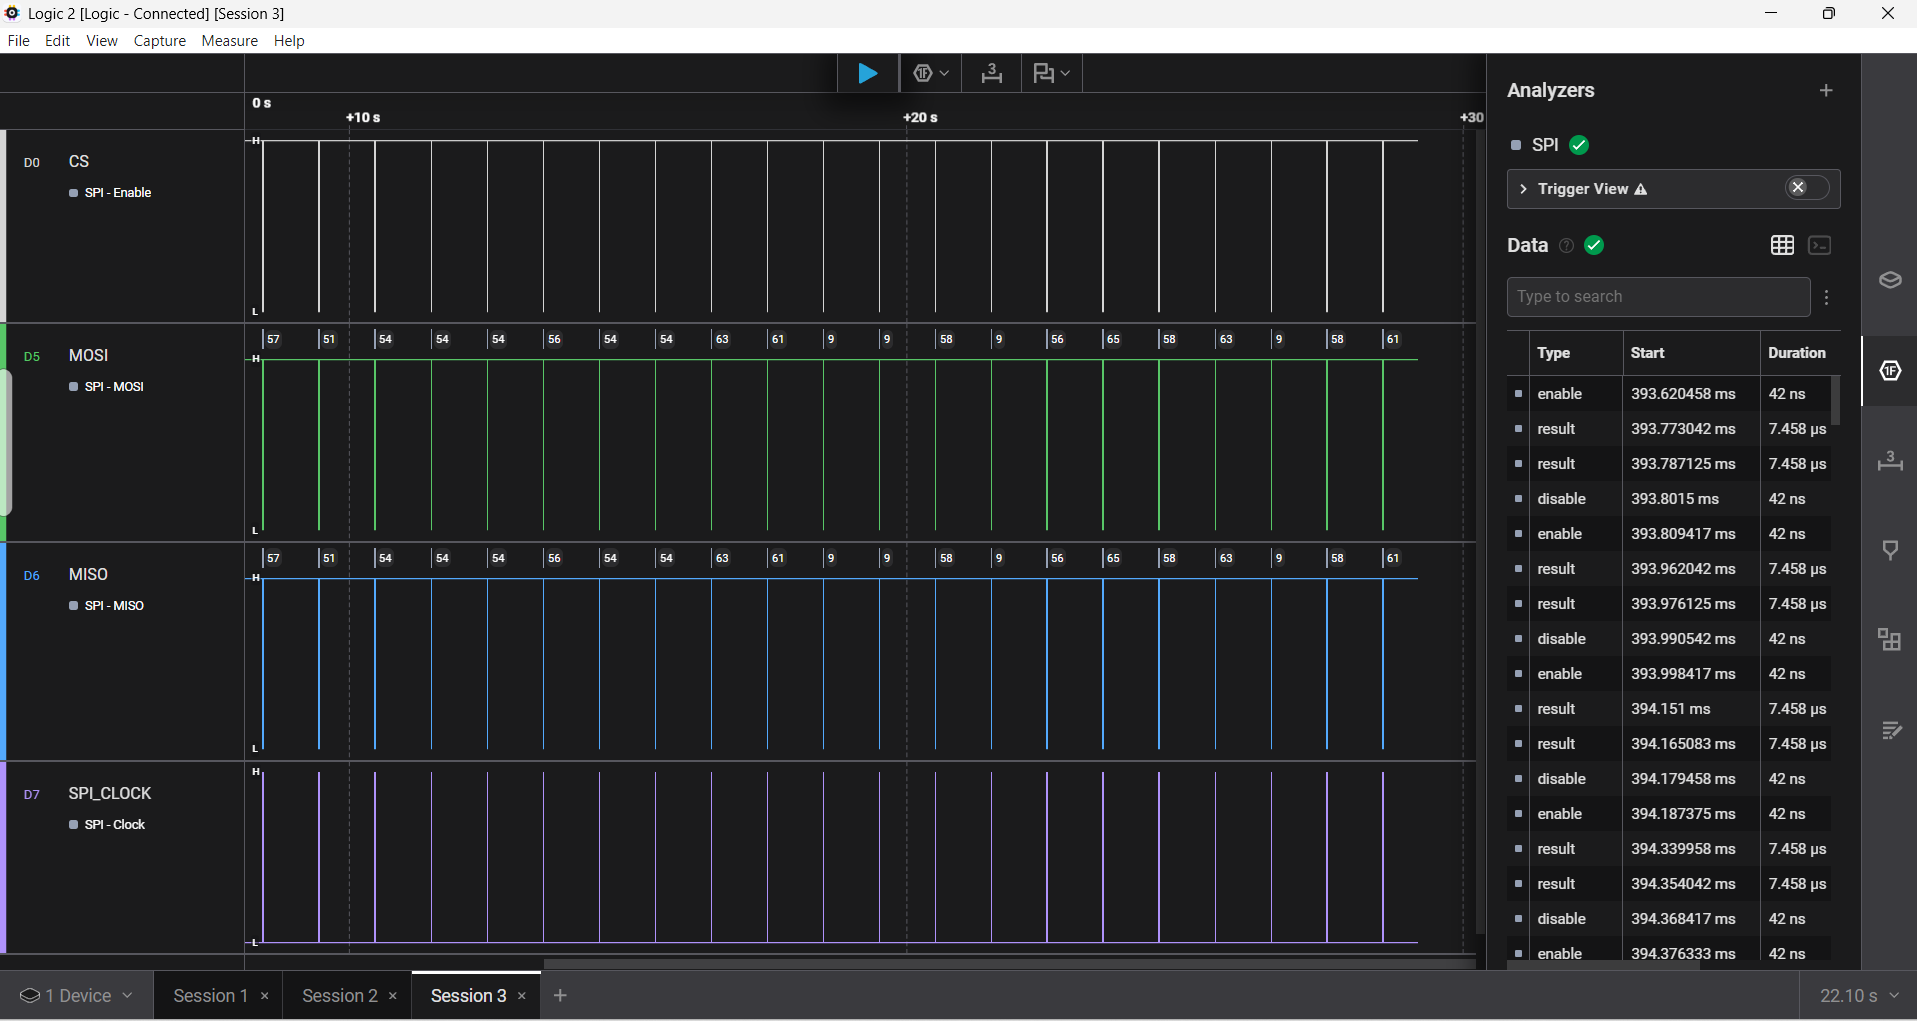 Logic 2 [Logic - Connected] [Session 3]
File Edit View Capture Measure Help
0 s
+10 s +20 s +30
D0 CS
SPI - Enable
H
L
D5 MOSI
SPI - MOSI
57 51 54 54 54 56 54 54 63 61 9 9 58 9 56 65 58 63 9 58 61
H
L
D6 MISO
SPI - MISO
57 51 54 54 54 56 54 54 63 61 9 9 58 9 56 65 58 63 9 58 61
H
L
D7 SPI_CLOCK
SPI - Clock
H
L
Analyzers
SPI
Trigger View
Data
Type to search
Type Start Duration
enable 393.620458 ms 42 ns
result 393.773042 ms 7.458 μs
result 393.787125 ms 7.458 μs
disable 393.8015 ms 42 ns
enable 393.809417 ms 42 ns
result 393.962042 ms 7.458 μs
result 393.976125 ms 7.458 μs
disable 393.990542 ms 42 ns
enable 393.998417 ms 42 ns
result 394.151 ms 7.458 μs
result 394.165083 ms 7.458 μs
disable 394.179458 ms 42 ns
enable 394.187375 ms 42 ns
result 394.339958 ms 7.458 μs
result 394.354042 ms 7.458 μs
disable 394.368417 ms 42 ns
enable 394.376333 ms 42 ns
1 Device Session 1 × Session 2 × Session 3 × + 22.10 s